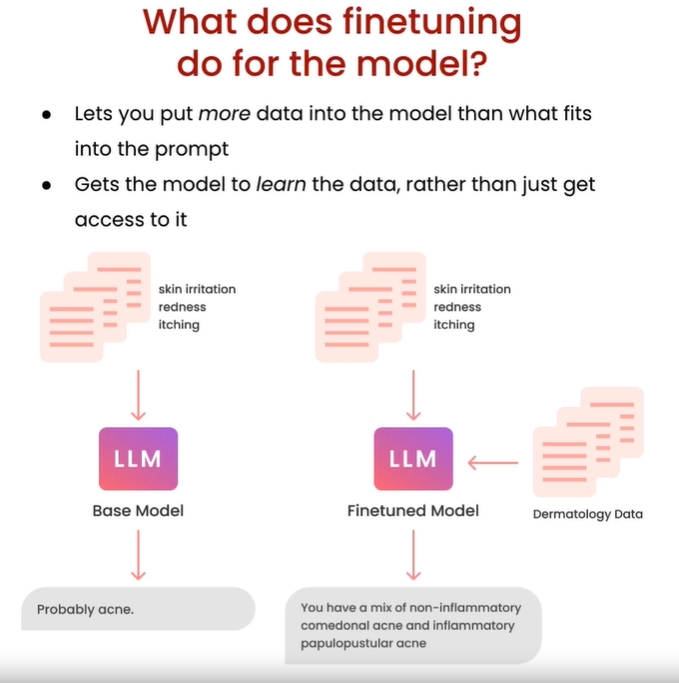 What does finetuning
do for the model?
● Lets you put more data into the model than what fits
into the prompt
● Gets the model to learn the data, rather than just get
access to it
skin irritation
redness
itching
LLM
Base Model
Probably acne.
skin irritation
redness
itching
LLM
Finetuned Model
Dermatology Data
You have a mix of non-inflammatory
comedonal acne and inflammatory
papulopustular acne